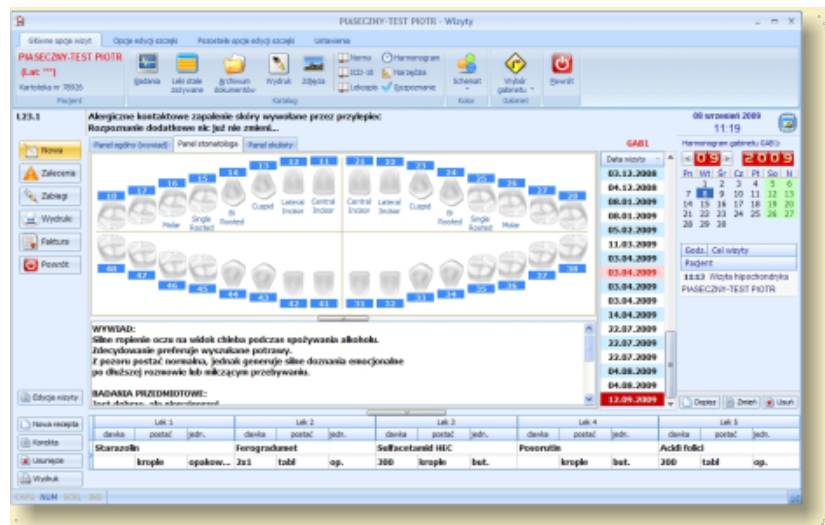 PIASECZNY-TEST PIOTR - Wizyty
Główne opcje wizyt Opcje edycji szczęki Pozostałe opcje edycji szczęki Ustawienia
PIASECZNY-TEST PIOTR
(Lat: ***)
Kartoteka nr 78926
Pacjent
Badania
Leki stale zażywane
Archiwum dokumentów
Wydruk
Zdjęcia
Norma
ICD-10
Lekospis
Harmonogram
Narzędzia
Rozpoznanie
Katalog
Schemat
Kolor
Wybór gabinetu
Gabinet
Powrót
L23.1
Alergiczne kontaktowe zapalenie skóry wywołane przez przylepiec
Rozpoznanie dodatkowe nic już nie zmieni...
08 wrzesień 2009
11:19
Nowa
Zalecenia
Zabiegi
Wydruki
Faktura
Powrót
Edycja wizyty
Panel ogólny (wywiad) Panel stomatologa Panel okulisty
GAB1
18 17 16 15 14 13 12 11 21 22 23 24 25 26 27 28
Molar Single Rooted Bi Rooted Cuspid Lateral Incisor Central Incisor Central Incisor Lateral Incisor Cuspid Bi Rooted Single Rooted Molar
48 47 46 45 44 43 42 41 31 32 33 34 35 36 37 38
WYWIAD:
Silne ropienie oczu na widok chleba podczas spożywania alkoholu.
Zdecydowanie preferuje wyszukane potrawy.
Z pozoru postać normalna, jednak generuje silne doznania emocjonalne
po dłuższej rozmowie lub milczącym przebywaniu.
BADANIA PRZEDMIOTOWE:
Data wizyty
03.12.2008
04.12.2008
08.01.2009
08.01.2009
05.02.2009
11.03.2009
03.04.2009
03.04.2009
03.04.2009
03.04.2009
14.04.2009
22.07.2009
22.07.2009
22.07.2009
04.08.2009
04.08.2009
12.09.2009
Harmonogram gabinetu GAB1:
09 2009
Pn Wt Śr Cz Pt So N
1 2 3 4 5 6
7 8 9 10 11 12 13
14 15 16 17 18 19 20
21 22 23 24 25 26 27
28 29 30
Godz. Cel wizyty
Pacjent
11:13 Wizyta hipochondryka
PIASECZNY-TEST PIOTR
Dopisz Zmień Usuń
Nowa recepta
Korekta
Usunięcie
Wydruk
Lek 1 Lek 2 Lek 3 Lek 4 Lek 5
dawka postać jedn. dawka postać jedn. dawka postać jedn. dawka postać jedn. dawka postać jedn.
Starazolin Ferogradumet Sulfacetamid HEC Posorutin Acidi folici
krople opakow... 2x1 tabl op. 200 krople but. krople but. 200 tabl op.
CAPS NUM SCRL INS